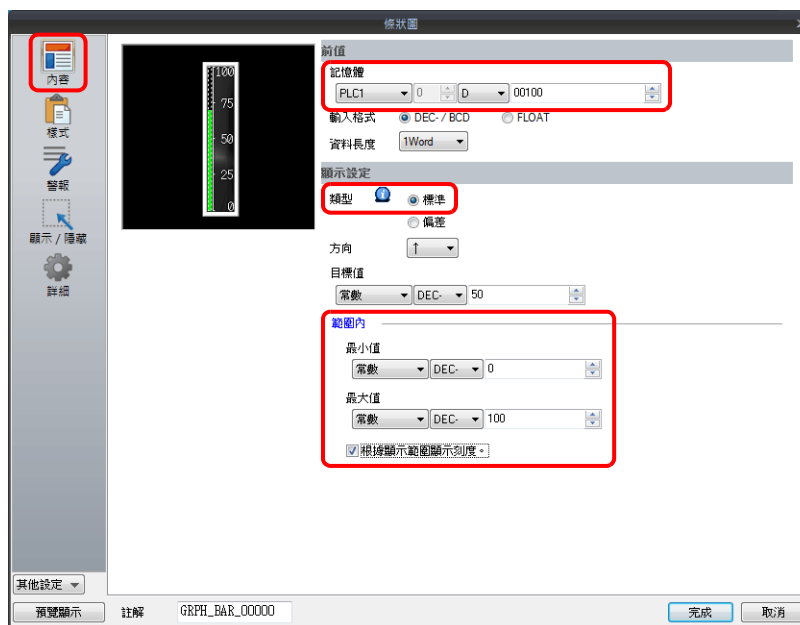 條狀圖
內容
樣式
警報
顯示 / 隱藏
詳細
其他設定
預覽顯示
100
75
50
25
0
前值
記憶體
PLC1 0 D 00100
輸入格式 DEC- / BCD FLOAT
資料長度 1Word
顯示設定
類型 標準
偏差
方向 ↑
目標值
常數 DEC- 50
範圍內
最小值
常數 DEC- 0
最大值
常數 DEC- 100
根據顯示範圍顯示刻度。
註解 GRPH_BAR_00000
完成 取消